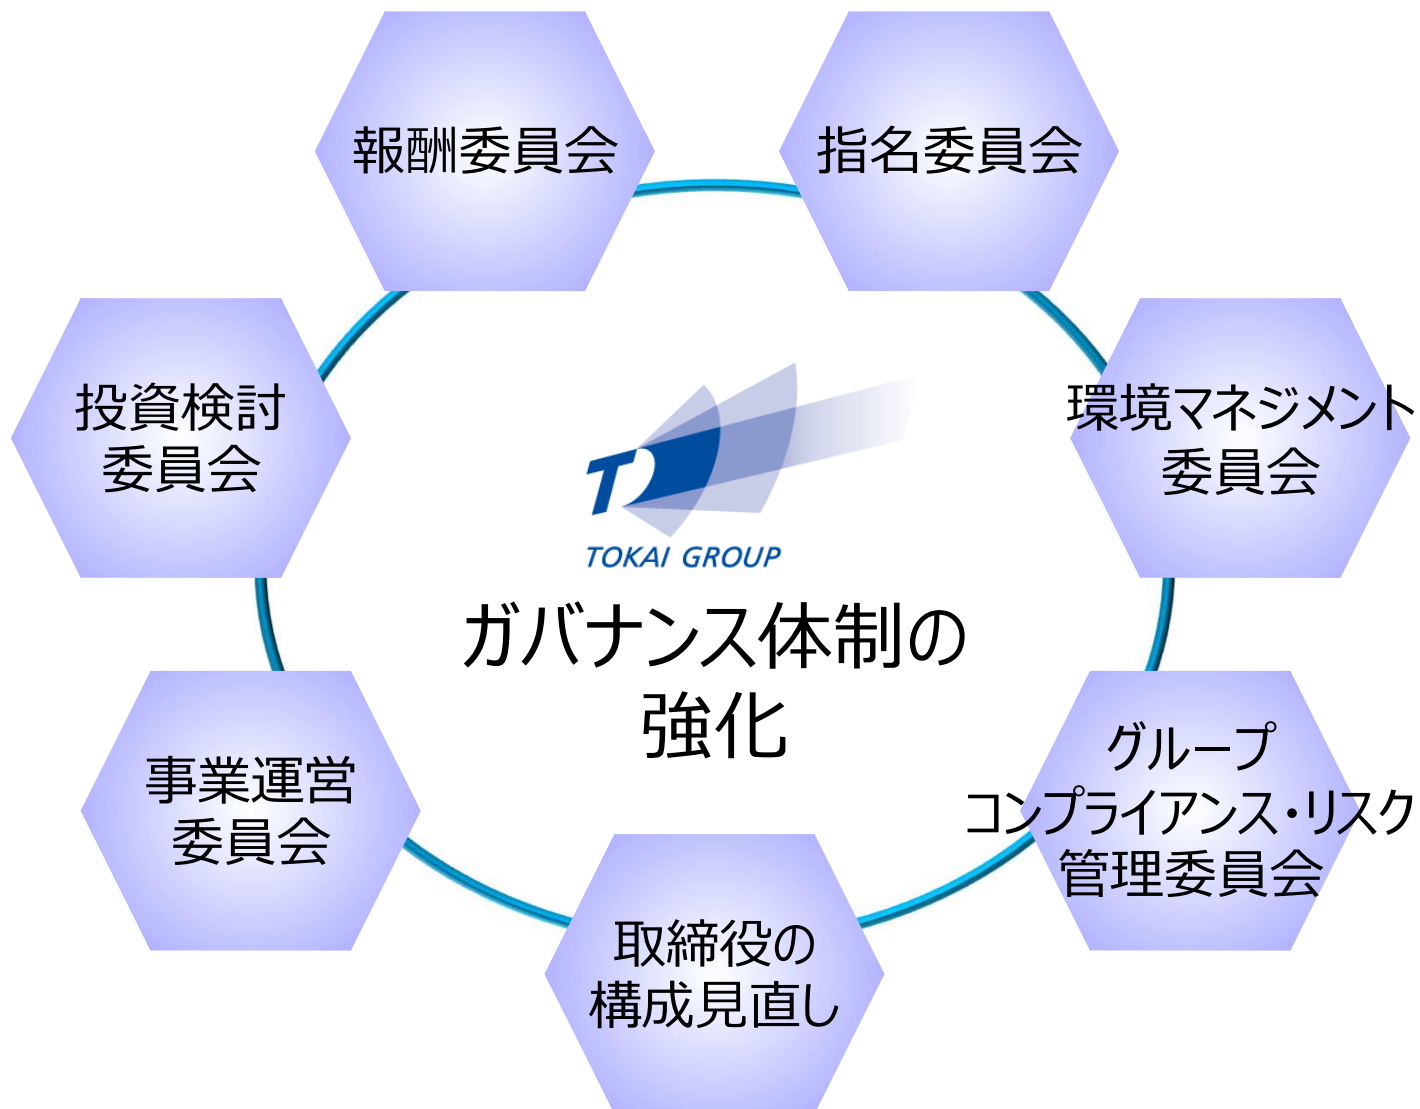 報酬委員会
指名委員会
投資検討
委員会
環境マネジメント
委員会
TOKAI GROUP
ガバナンス体制の
強化
事業運営
委員会
グループ
コンプライアンス・リスク
管理委員会
取締役の
構成見直し